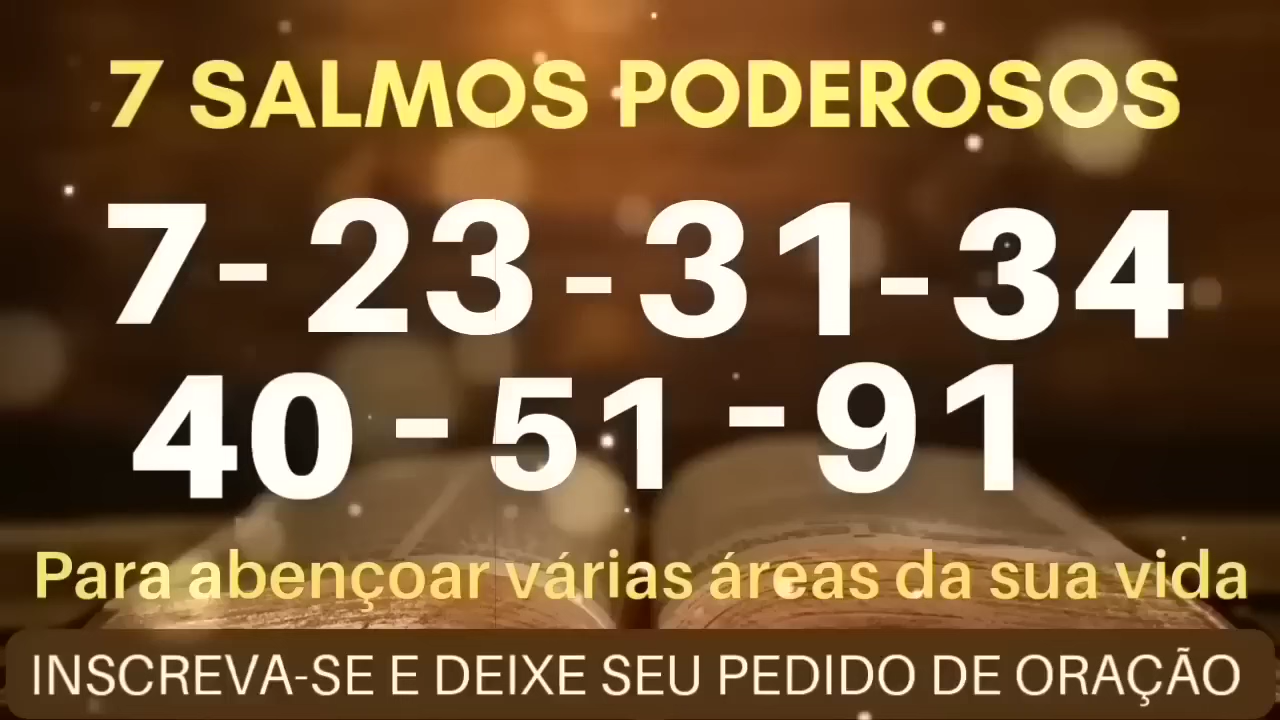 7 SALMOS PODEROSOS
7- 23 - 31 - 34
40 - 51 - 91
Para abençoar várias áreas da sua vida
INSCREVA-SE E DEIXE SEU PEDIDO DE ORAÇÃO